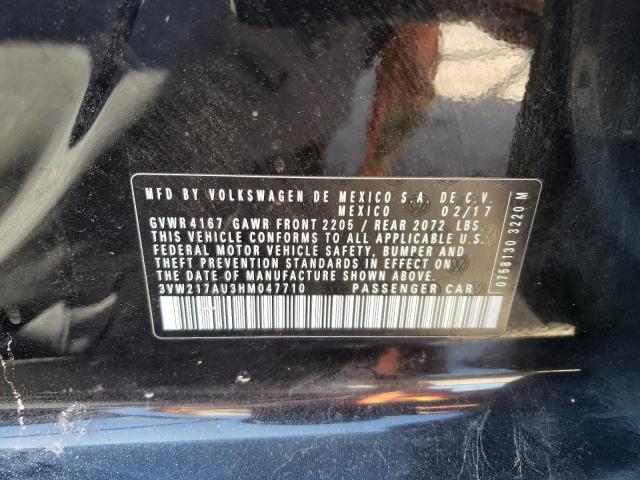 MFD BY VOLKSWAGEN DE MEXICO S.A. DE C.V.
MEXICO 02/17
GVWR 4167 GAWR FRONT 2205 / REAR 2072 LBS
THIS VEHICLE CONFORMS TO ALL APPLICABLE U.S.
FEDERAL MOTOR VEHICLE SAFETY, BUMPER AND
THEFT PREVENTION STANDARDS IN EFFECT ON
THE DATE OF MANUFACTURE SHOWN ABOVE.
3VW217AU3HM047710 PASSENGER CAR
0758130 3220 M